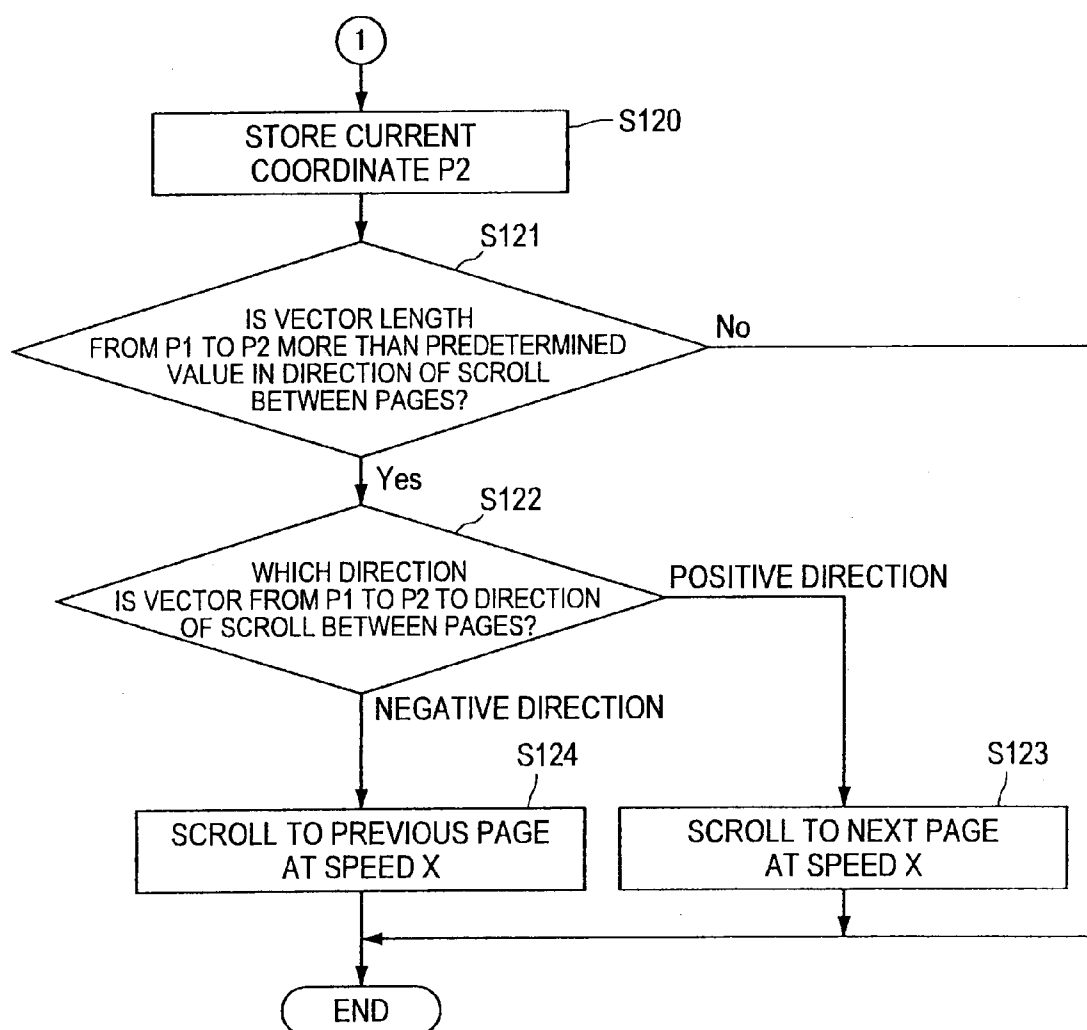 1
STORE CURRENT
COORDINATE P2
S120
S121
IS VECTOR LENGTH
FROM P1 TO P2 MORE THAN PREDETERMINED
VALUE IN DIRECTION OF SCROLL
BETWEEN PAGES?
No
Yes
S122
WHICH DIRECTION
IS VECTOR FROM P1 TO P2 TO DIRECTION
OF SCROLL BETWEEN PAGES?
POSITIVE DIRECTION
NEGATIVE DIRECTION
S124
SCROLL TO PREVIOUS PAGE
AT SPEED X
S123
SCROLL TO NEXT PAGE
AT SPEED X
END